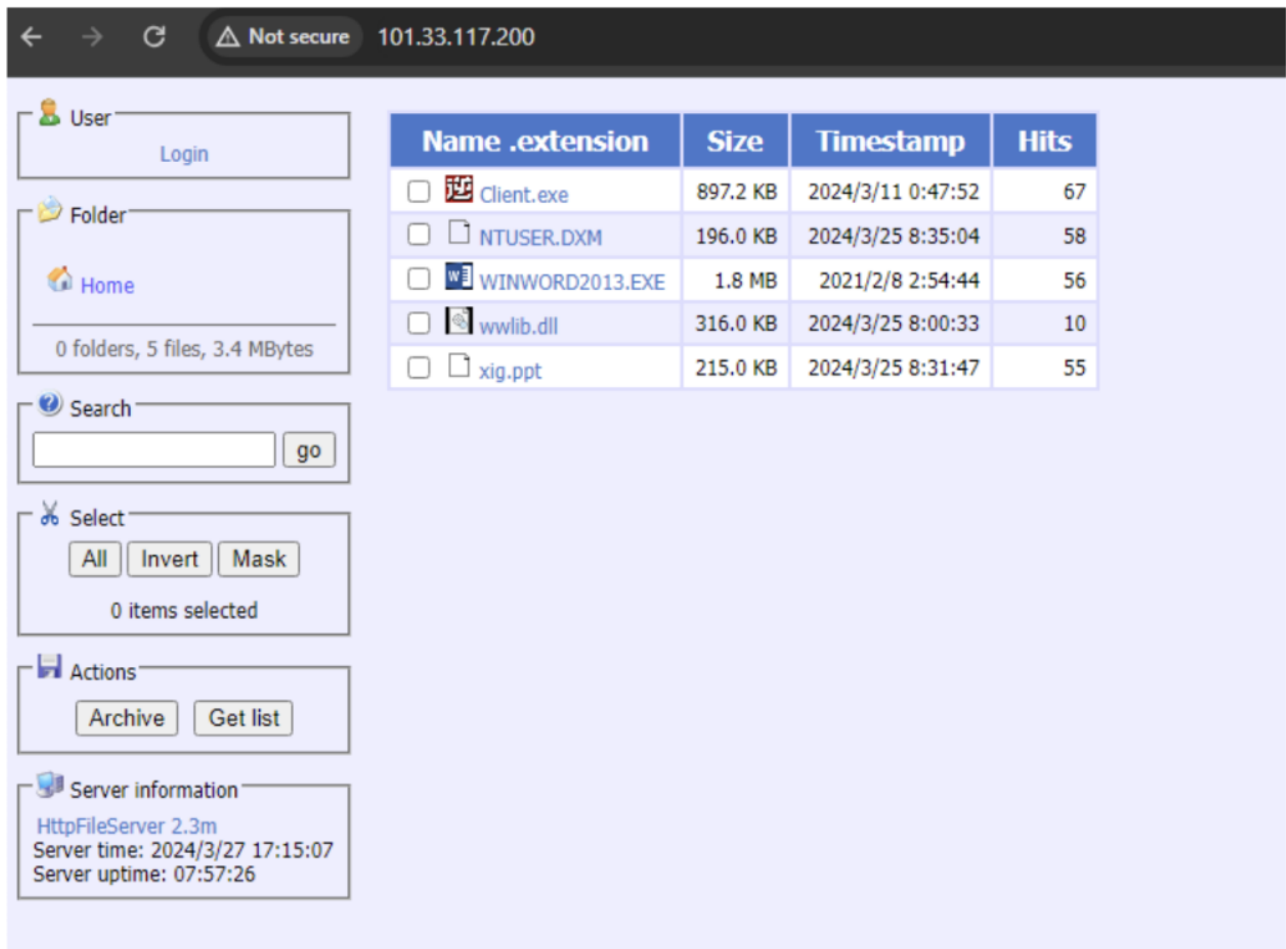 Not secure 101.33.117.200
User
Login
Folder
Home
0 folders, 5 files, 3.4 MBytes
Search
go
Select
All Invert Mask
0 items selected
Actions
Archive Get list
Server information
HttpFileServer 2.3m
Server time: 2024/3/27 17:15:07
Server uptime: 07:57:26
Name .extension Size Timestamp Hits
Client.exe 897.2 KB 2024/3/11 0:47:52 67
NTUSER.DXM 196.0 KB 2024/3/25 8:35:04 58
WINWORD2013.EXE 1.8 MB 2021/2/8 2:54:44 56
wwlib.dll 316.0 KB 2024/3/25 8:00:33 10
xig.ppt 215.0 KB 2024/3/25 8:31:47 55